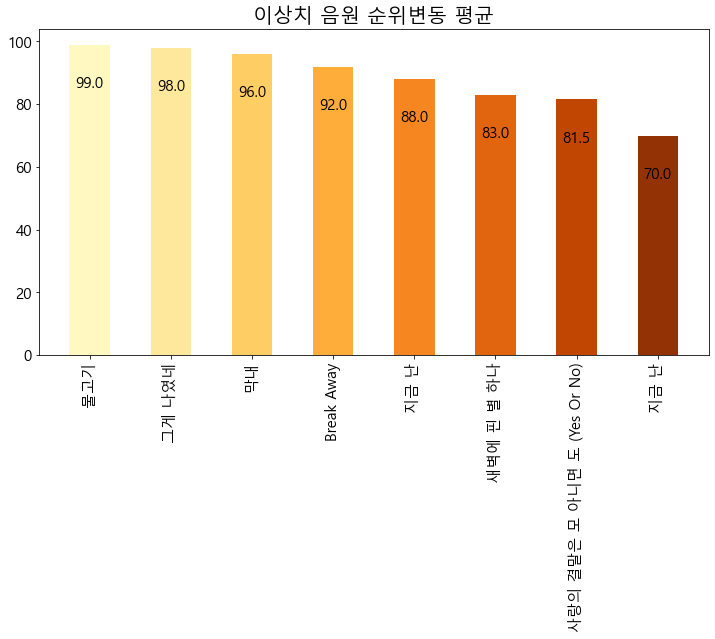 이상치 음원 순위변동 평균
100
80
60
40
20
0
99.0
98.0
96.0
92.0
88.0
83.0
81.5
70.0
물고기
그게 나였네
막내
Break Away
지금 난
새벽에 핀 별 하나
사랑의 결말은 모 아니면 도 (Yes Or No)
지금 난